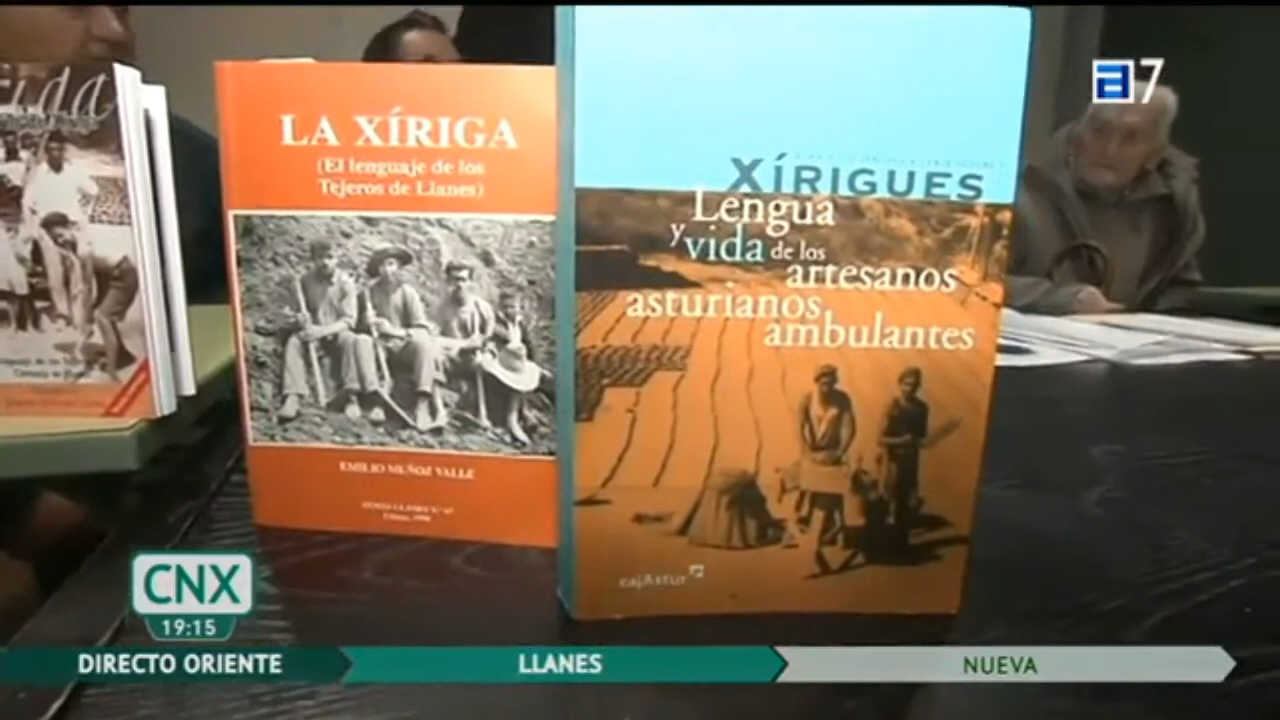 a7
LA XÍRIGA
(El lenguaje de los
Tejeros de Llanes)
EMILIO MUÑOZ VALLE
XÍRIGUES
Lengua
y vida de los
artesanos
asturianos
ambulantes
cajAstur
CNX
19:15
DIRECTO ORIENTE
LLANES
NUEVA